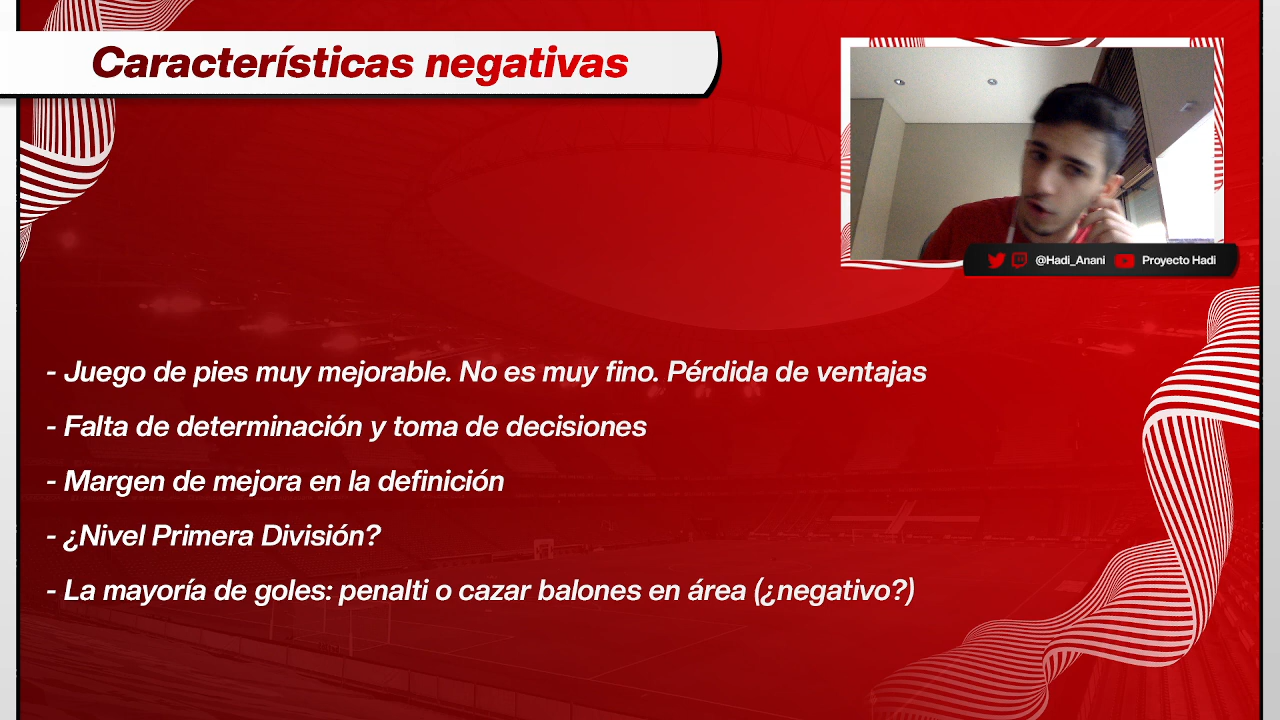 Características negativas
@Hadi_Anani Proyecto Hadi
- Juego de pies muy mejorable. No es muy fino. Pérdida de ventajas
- Falta de determinación y toma de decisiones
- Margen de mejora en la definición
- ¿Nivel Primera División?
- La mayoría de goles: penalti o cazar balones en área (¿negativo?)